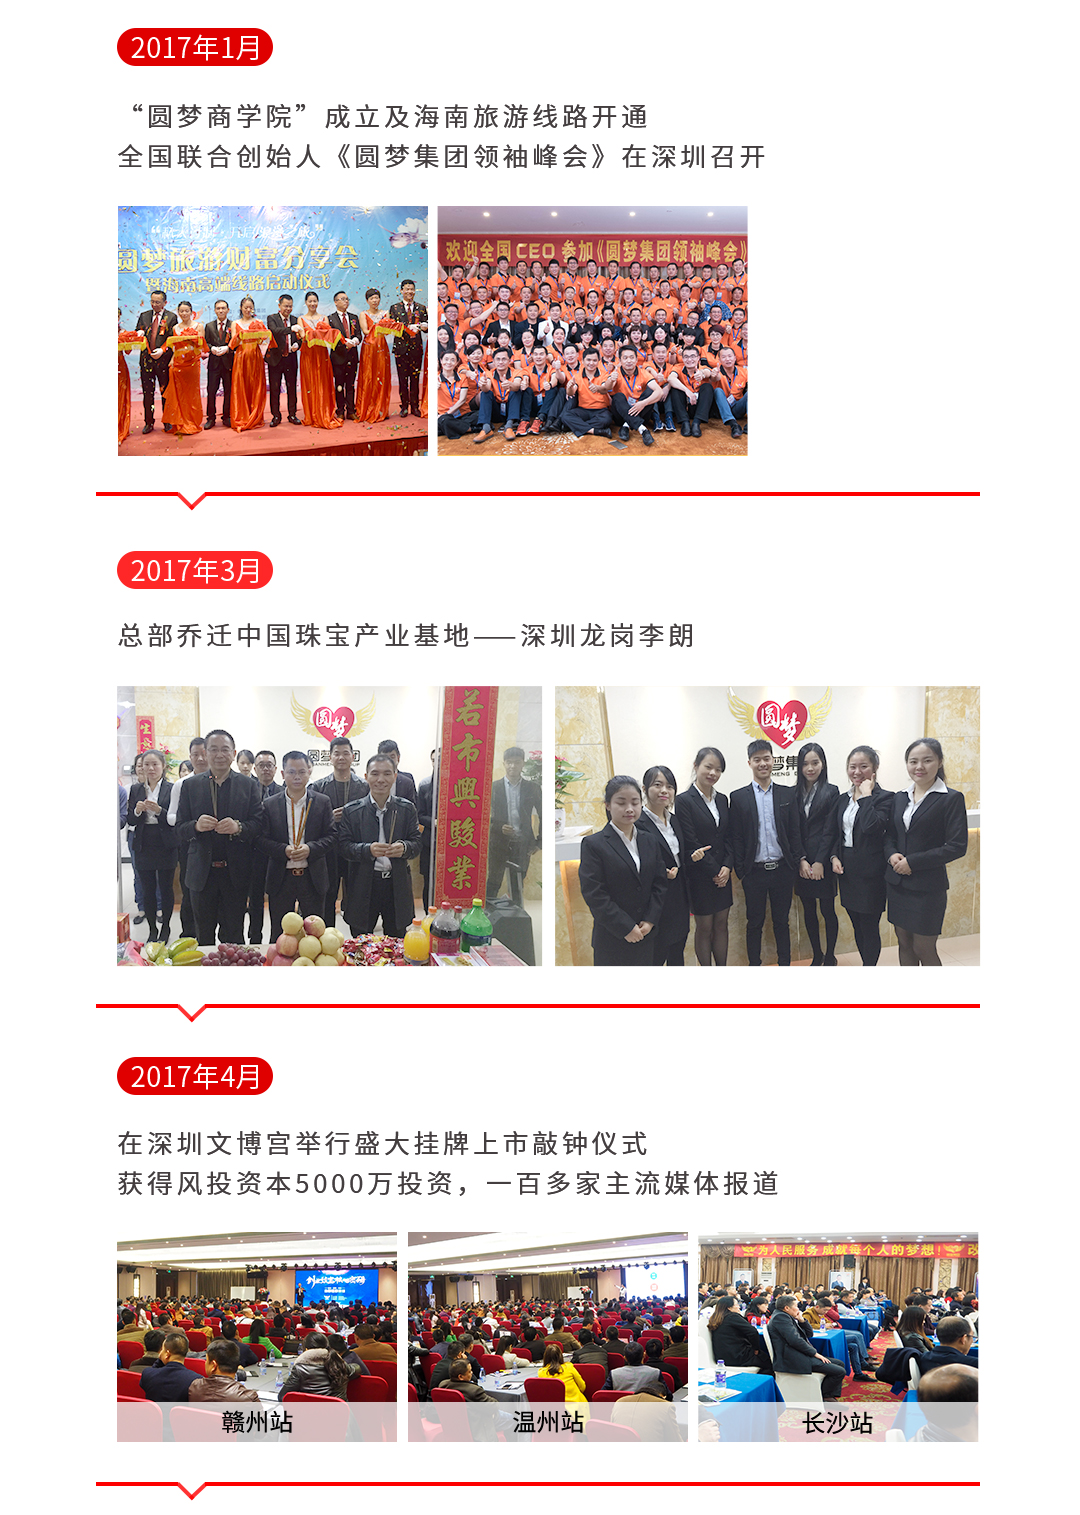 2017年1月
“圆梦商学院”成立及海南旅游线路开通
全国联合创始人《圆梦集团领袖峰会》在深圳召开
圆梦旅游财富分享会
暨海南高端线路启动仪式
欢迎全国CEO参加《圆梦集团领袖峰会》
2017年3月
总部乔迁中国珠宝产业基地——深圳龙岗李朗
圆梦
若市興駿業
圆梦
梦集
2017年4月
在深圳文博宫举行盛大挂牌上市敲钟仪式
获得风投资本5000万投资，一百多家主流媒体报道
为人民服务 成就每个人的梦想!
赣州站
温州站
长沙站